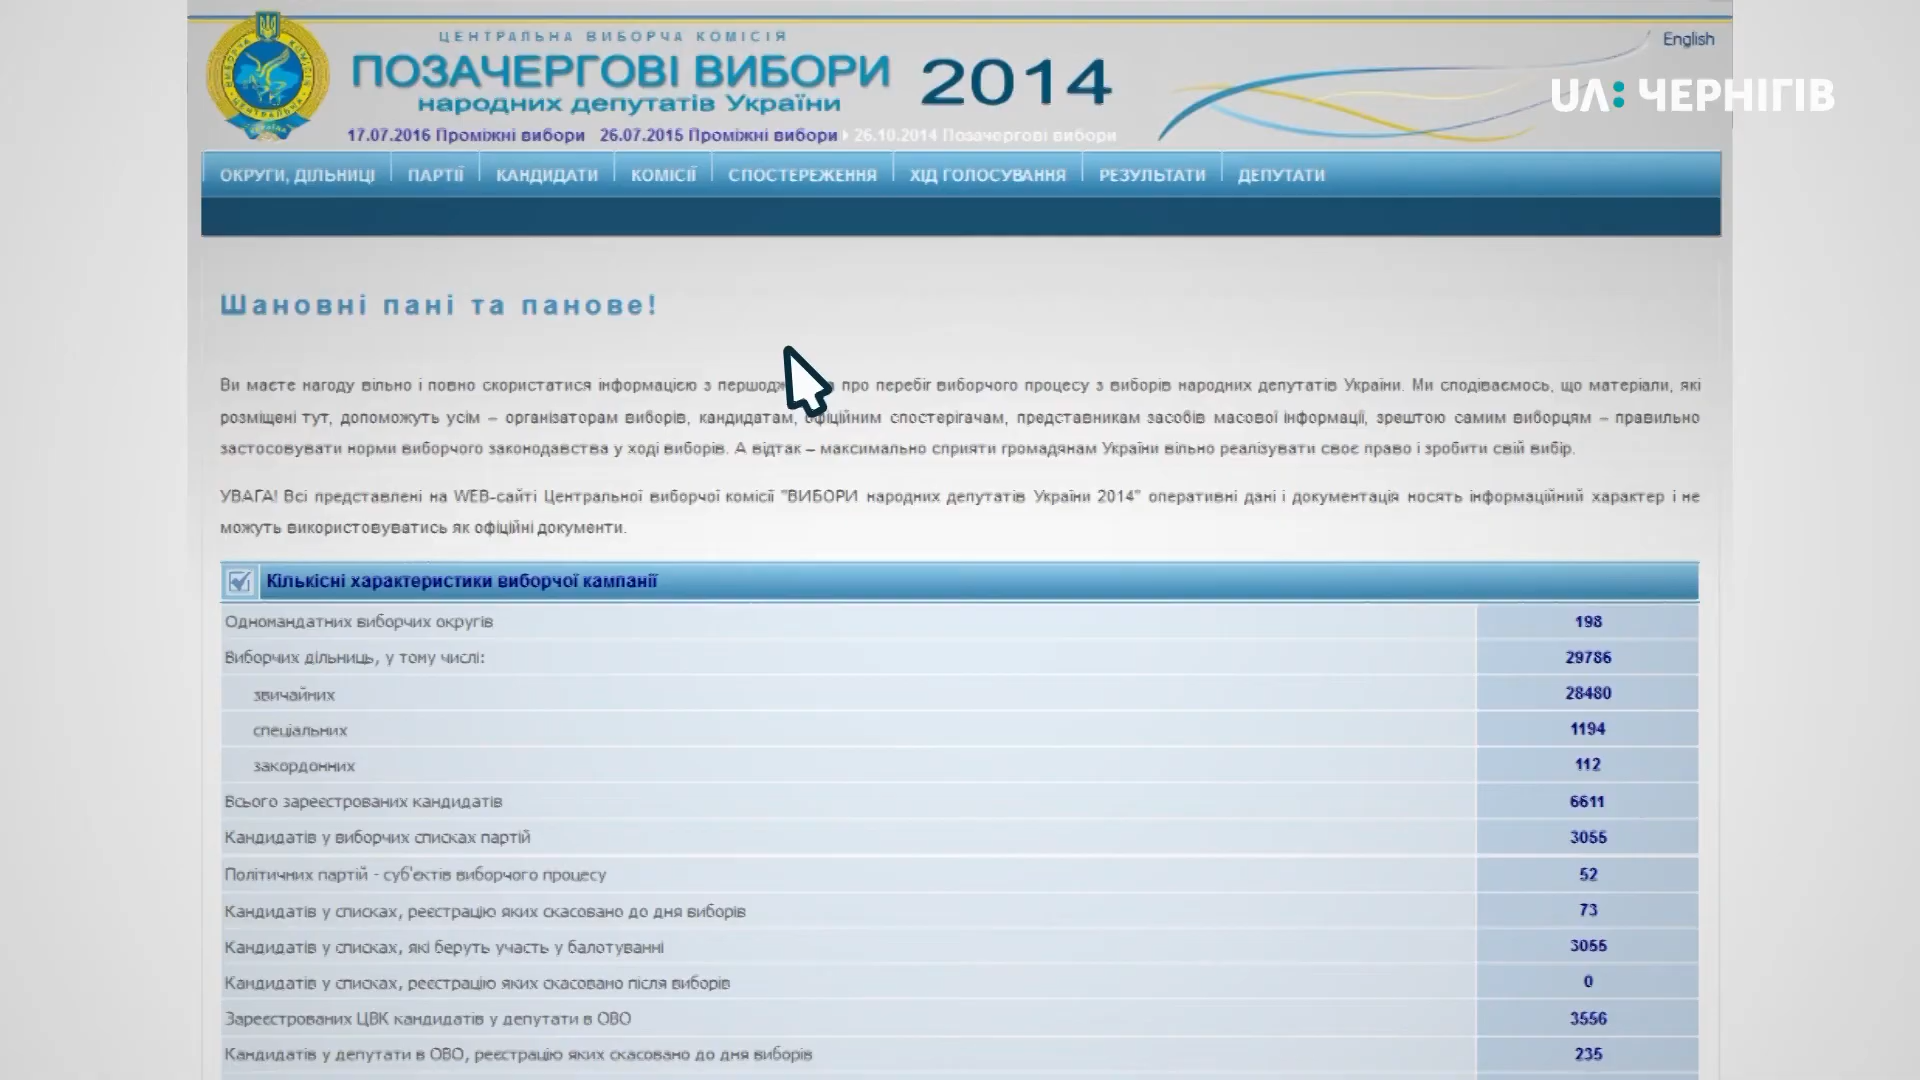 ЦЕНТРАЛЬНА ВИБОРЧА КОМІСІЯ
English
ПОЗАЧЕРГОВІ ВИБОРИ 2014
народних депутатів України
UA: ЧЕРНІГІВ
17.07.2016 Проміжні вибори 26.07.2015 Проміжні вибори 26.10.2014 Позачергові вибори
ОКРУГИ, ДІЛЬНИЦІ ПАРТІЇ КАНДИДАТИ КОМІСІЇ СПОСТЕРЕЖЕННЯ ХІД ГОЛОСУВАННЯ РЕЗУЛЬТАТИ ДЕПУТАТИ
Шановні пані та панове!
Ви маєте нагоду вільно і повно скористатися інформацією з про перебіг виборчого процесу з виборів народних депутатів України. Ми сподіваємось, що матеріали, які
розміщені тут, допоможуть усім – організаторам виборів, кандидатам, офіційним спостерігачам, представникам засобів масової інформації, зрештою самим виборцям – правильно
застосовувати норми виборчого законодавства у ході виборів. А відтак – максимально сприяти громадянам України вільно реалізувати своє право і зробити свій вибір.
УВАГА! Всі представлені на WEB-сайті Центральної виборчої комісії "ВИБОРИ народних депутатів України 2014" оперативні дані і документація носять інформаційний характер і не
можуть використовуватись як офіційні документи.
Кількісні характеристики виборчої кампанії
Одномандатних виборчих округів 198
Виборчих дільниць, у тому числі: 29786
звичайних 28480
спеціальних 1194
закордонних 112
Всього зареєстрованих кандидатів 6611
Кандидатів у виборчих списках партій 3055
Політичних партій - суб'єктів виборчого процесу 52
Кандидатів у списках, реєстрацію яких скасовано до дня виборів 73
Кандидатів у списках, які беруть участь у балотуванні 3055
Кандидатів у списках, реєстрацію яких скасовано після виборів 0
Зареєстрованих ЦВК кандидатів у депутати в ОВО 3556
Кандидатів у депутати в ОВО, реєстрацію яких скасовано до дня виборів 235